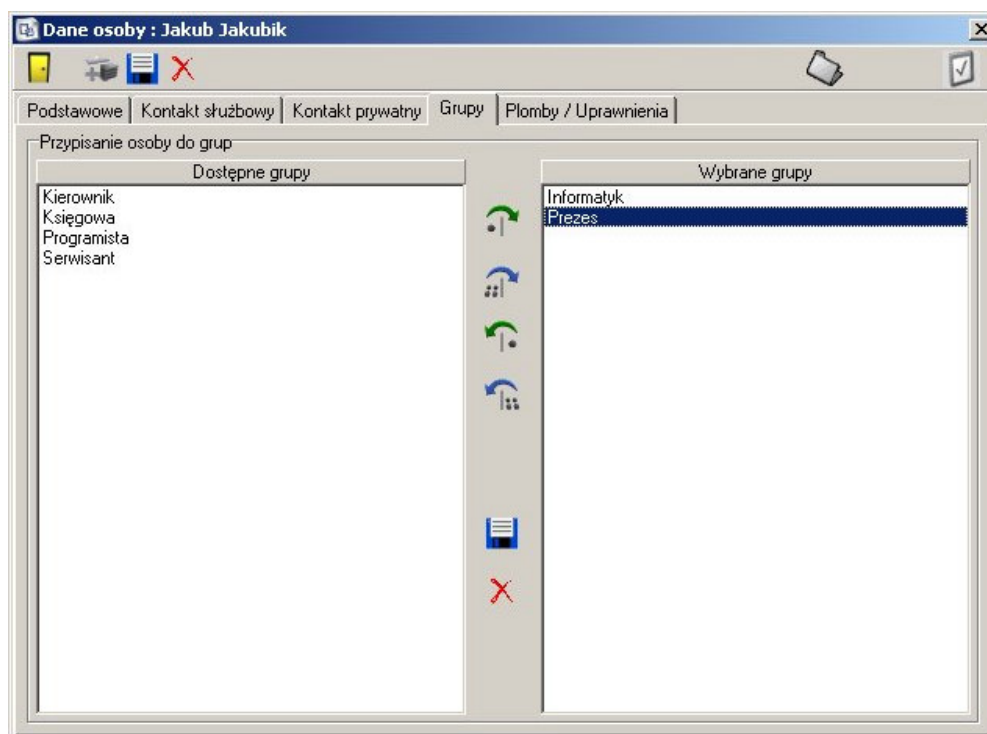 Dane osoby : Jakub Jakubik
Podstawowe Kontakt służbowy Kontakt prywatny Grupy Plomby / Uprawnienia
Przypisanie osoby do grup
Dostępne grupy Wybrane grupy
Kierownik Informatyk
Księgowa Prezes
Programista
Serwisant